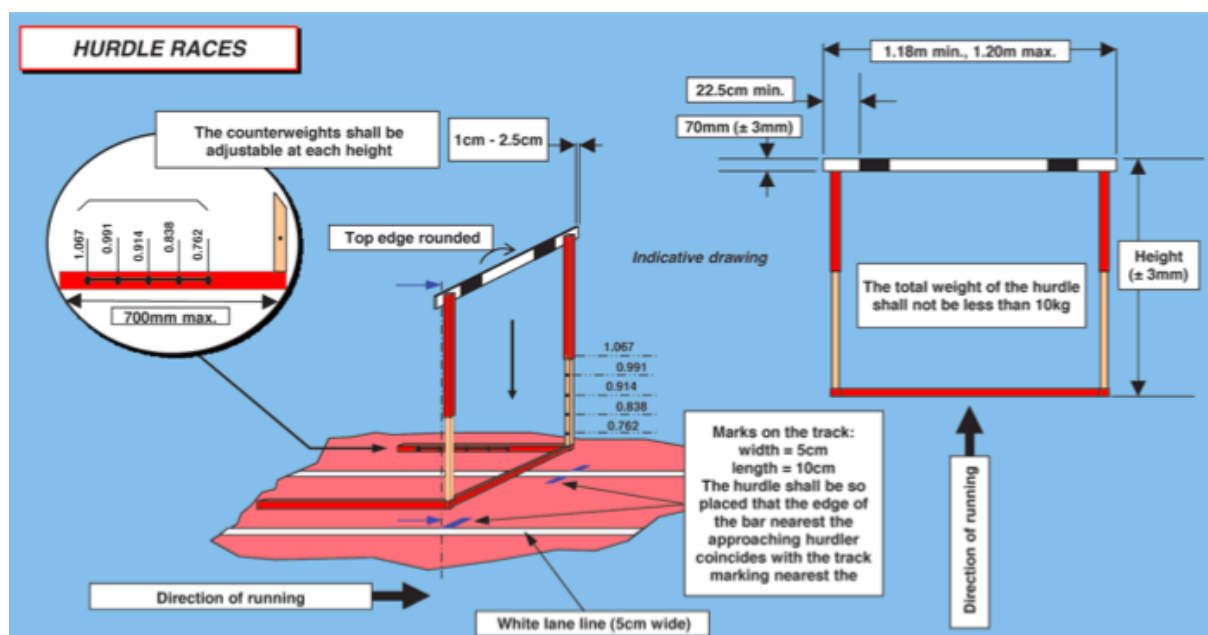 HURDLE RACES
The counterweights shall be
adjustable at each height
1.067
0.991
0.914
0.838
0.762
700mm max.
1cm - 2.5cm
Top edge rounded
Indicative drawing
1.067
0.991
0.914
0.838
0.762
1.18m min., 1.20m max.
22.5cm min.
70mm (± 3mm)
Height
(± 3mm)
The total weight of the hurdle
shall not be less than 10kg
Marks on the track:
width = 5cm
length = 10cm
The hurdle shall be so
placed that the edge of
the bar nearest the
approaching hurdler
coincides with the track
marking nearest the
Direction of running
Direction of running
White lane line (5cm wide)